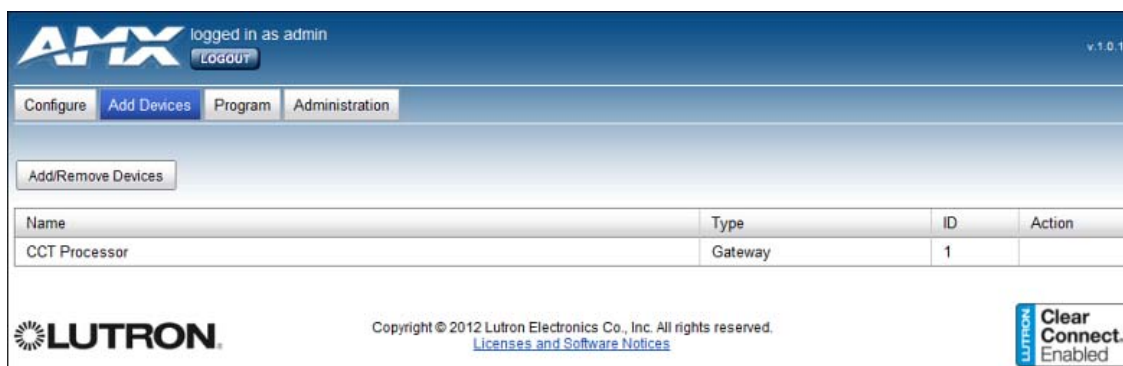 AMX
logged in as admin
LOGOUT
v.1.0.1
Configure Add Devices Program Administration
Add/Remove Devices
Name Type ID Action
CCT Processor Gateway 1
LUTRON.
Copyright © 2012 Lutron Electronics Co., Inc. All rights reserved.
Licenses and Software Notices
LUTRON
Clear
Connect.
Enabled